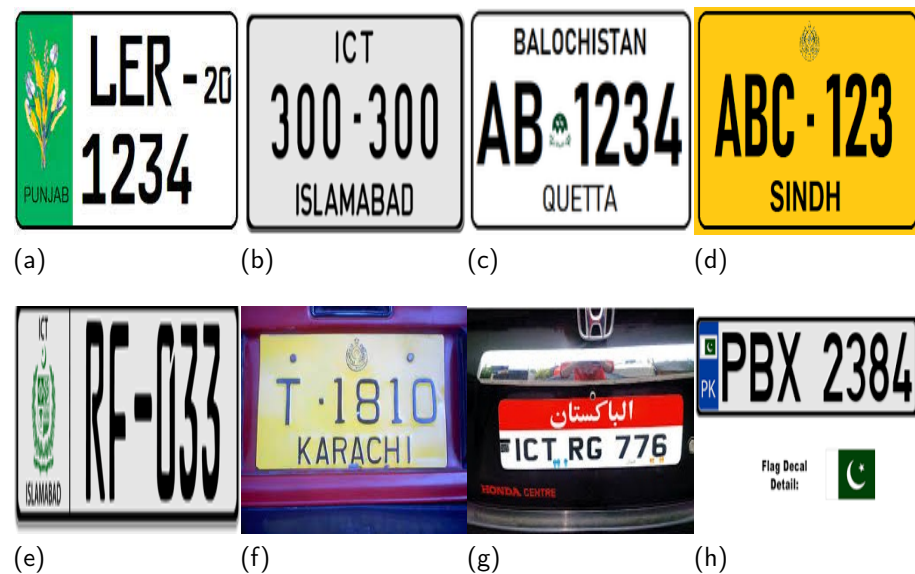 PUNJAB
LER - 20
1234
ICT
300 - 300
ISLAMABAD
BALOCHISTAN
AB 1234
QUETTA
ABC · 123
SINDH
(a)
(b)
(c)
(d)
ICT
ISLAMABAD
RF-033
T · 1810
KARACHI
الباكستان
ICT RG 776
HONDA CENTRE
PK
PBX 2384
Flag Decal
Detail:
(e)
(f)
(g)
(h)